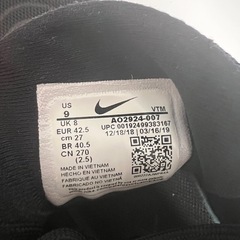 US
9
UK 8
EUR 42.5
cm 27
BR 40.5
CN 270
(2.5)
VTM
AO2924-007
UPC 00192499383167
12/18/18 | 03/16/19
MADE IN VIETNAM
HECHO EN VIETNAM
FABRIQUÉ AU VIETNAM
FABRICADO NO VIETNAM